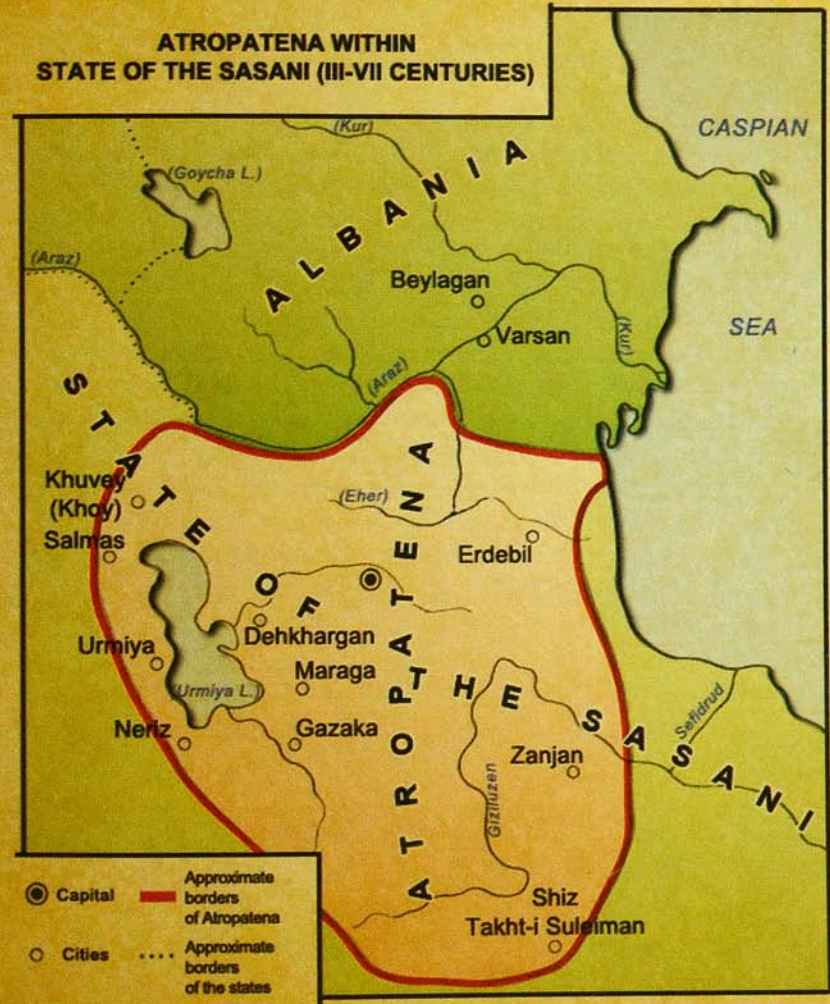 ATROPATENA WITHIN
STATE OF THE SASANI (III-VII CENTURIES)
CASPIAN
SEA
(Kur)
(Goycha L.)
ALBANIA
(Araz)
Beylagan
Varsan
(Kur)
(Araz)
STATE OF THE SASANI
ATROPATENA
Khuvey
(Khoy)
Salmas
(Eher)
Erdebil
Dehkhargan
Urmiya
Maraga
(Urmiya L.)
Neriz
Gazaka
Sefidrud
Zanjan
Giziluzen
Shiz
Takht-i Suleiman
Capital
Approximate
borders
of Atropatena
Cities
Approximate
borders
of the states